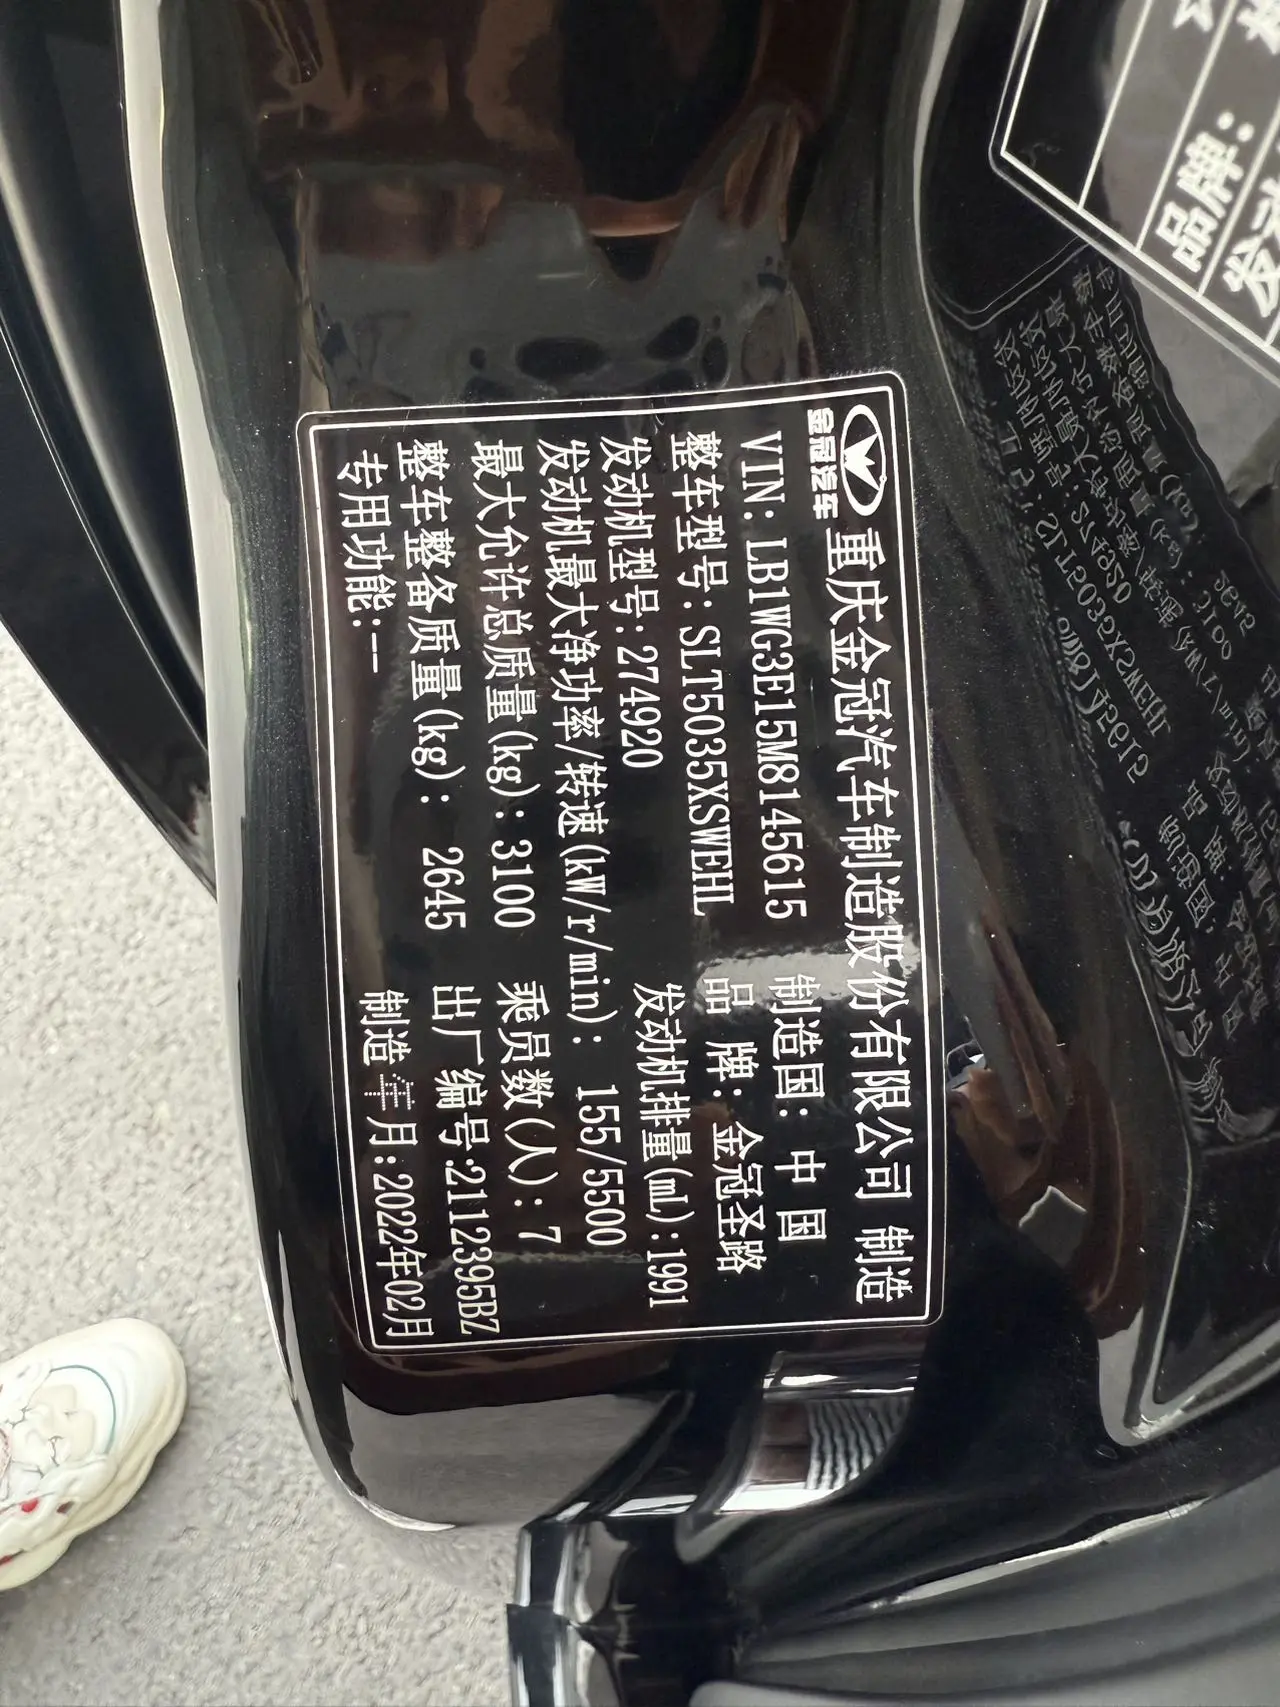 金冠汽车 重庆金冠汽车制造股份有限公司 制造
VIN: LB1WG3E15M8145615 制造国: 中国
整车型号: SLT5035XSWEHL 品 牌: 金冠圣路
发动机型号:274920 发动机排量(mL):1991
发动机最大净功率/转速(kW/r/min): 155/5500
最大允许总质量(kg): 3100 乘员数(人): 7
整车整备质量(kg): 2645 出厂编号:2112395BZ
专用功能:-- 制造年月:2022年02月
品牌:
发动